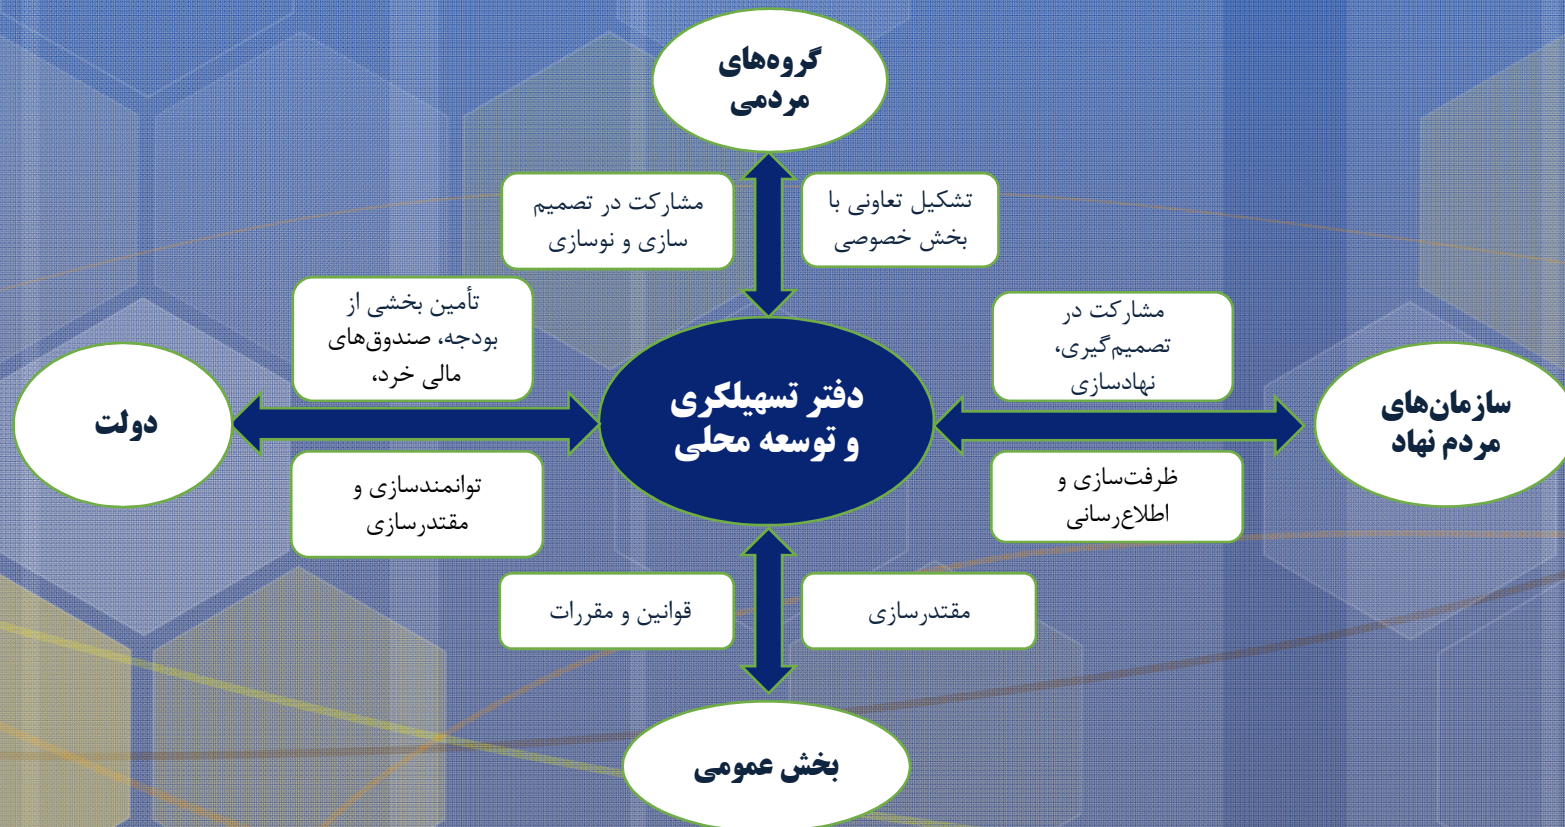 گروه‌های
مردمی
تشکیل تعاونی با
بخش خصوصی
مشارکت در تصمیم
سازی و نوسازی
مشارکت در
تصمیم‌گیری،
نهادسازی
تأمین بخشی از
بودجه، صندوق‌های
مالی خرد،
سازمان‌های
مردم نهاد
دفتر تسهیلکری
و توسعه محلی
دولت
ظرفت‌سازی و
اطلاع‌رسانی
توانمندسازی و
مقتدرسازی
مقتدرسازی
قوانین و مقررات
بخش عمومی